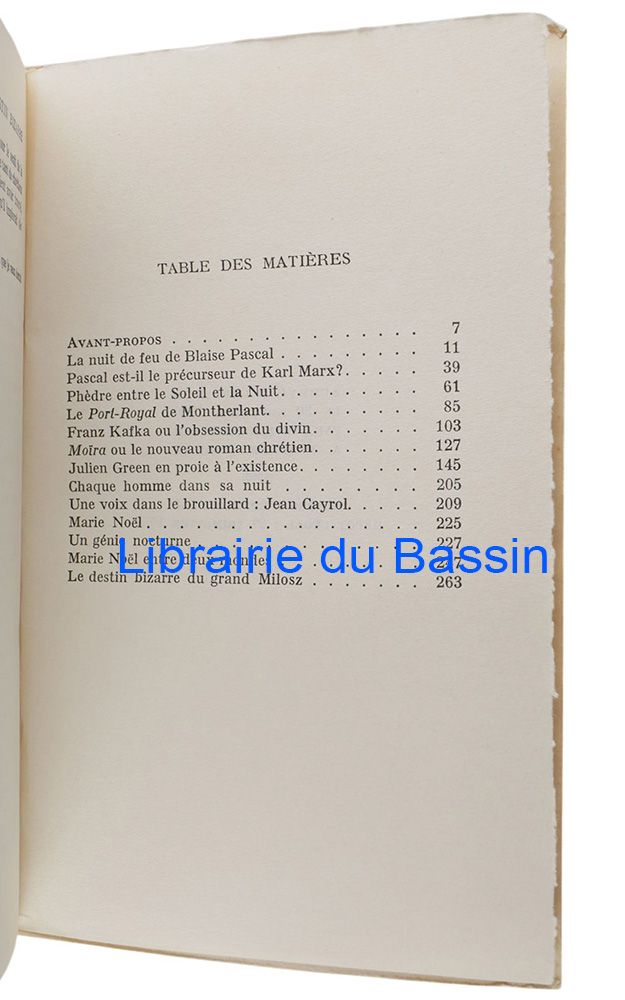 TABLE DES MATIÈRES
AVANT-PROPOS . . . . . . . . . . . . . . . . 7
La nuit de feu de Blaise Pascal . . . . . . . . . 11
Pascal est-il le précurseur de Karl Marx? . . . . 39
Phèdre entre le Soleil et la Nuit . . . . . . . . . 61
Le Port-Royal de Montherlant. . . . . . . . . . 85
Franz Kafka ou l'obsession du divin . . . . . . . 103
Moïra ou le nouveau roman chrétien . . . . . . . 127
Julien Green en proie à l'existence . . . . . . . . 145
Chaque homme dans sa nuit . . . . . . . . . . 205
Une voix dans le brouillard : Jean Cayrol. . . . . 209
Marie Noël . . . . . . . . . . . . . . . . . . 225
Un génie nocturne 227
Librairie du Bassin
Marie Noël entre deux mondes
Le destin bizarre du grand Milosz . . . . . . . 263